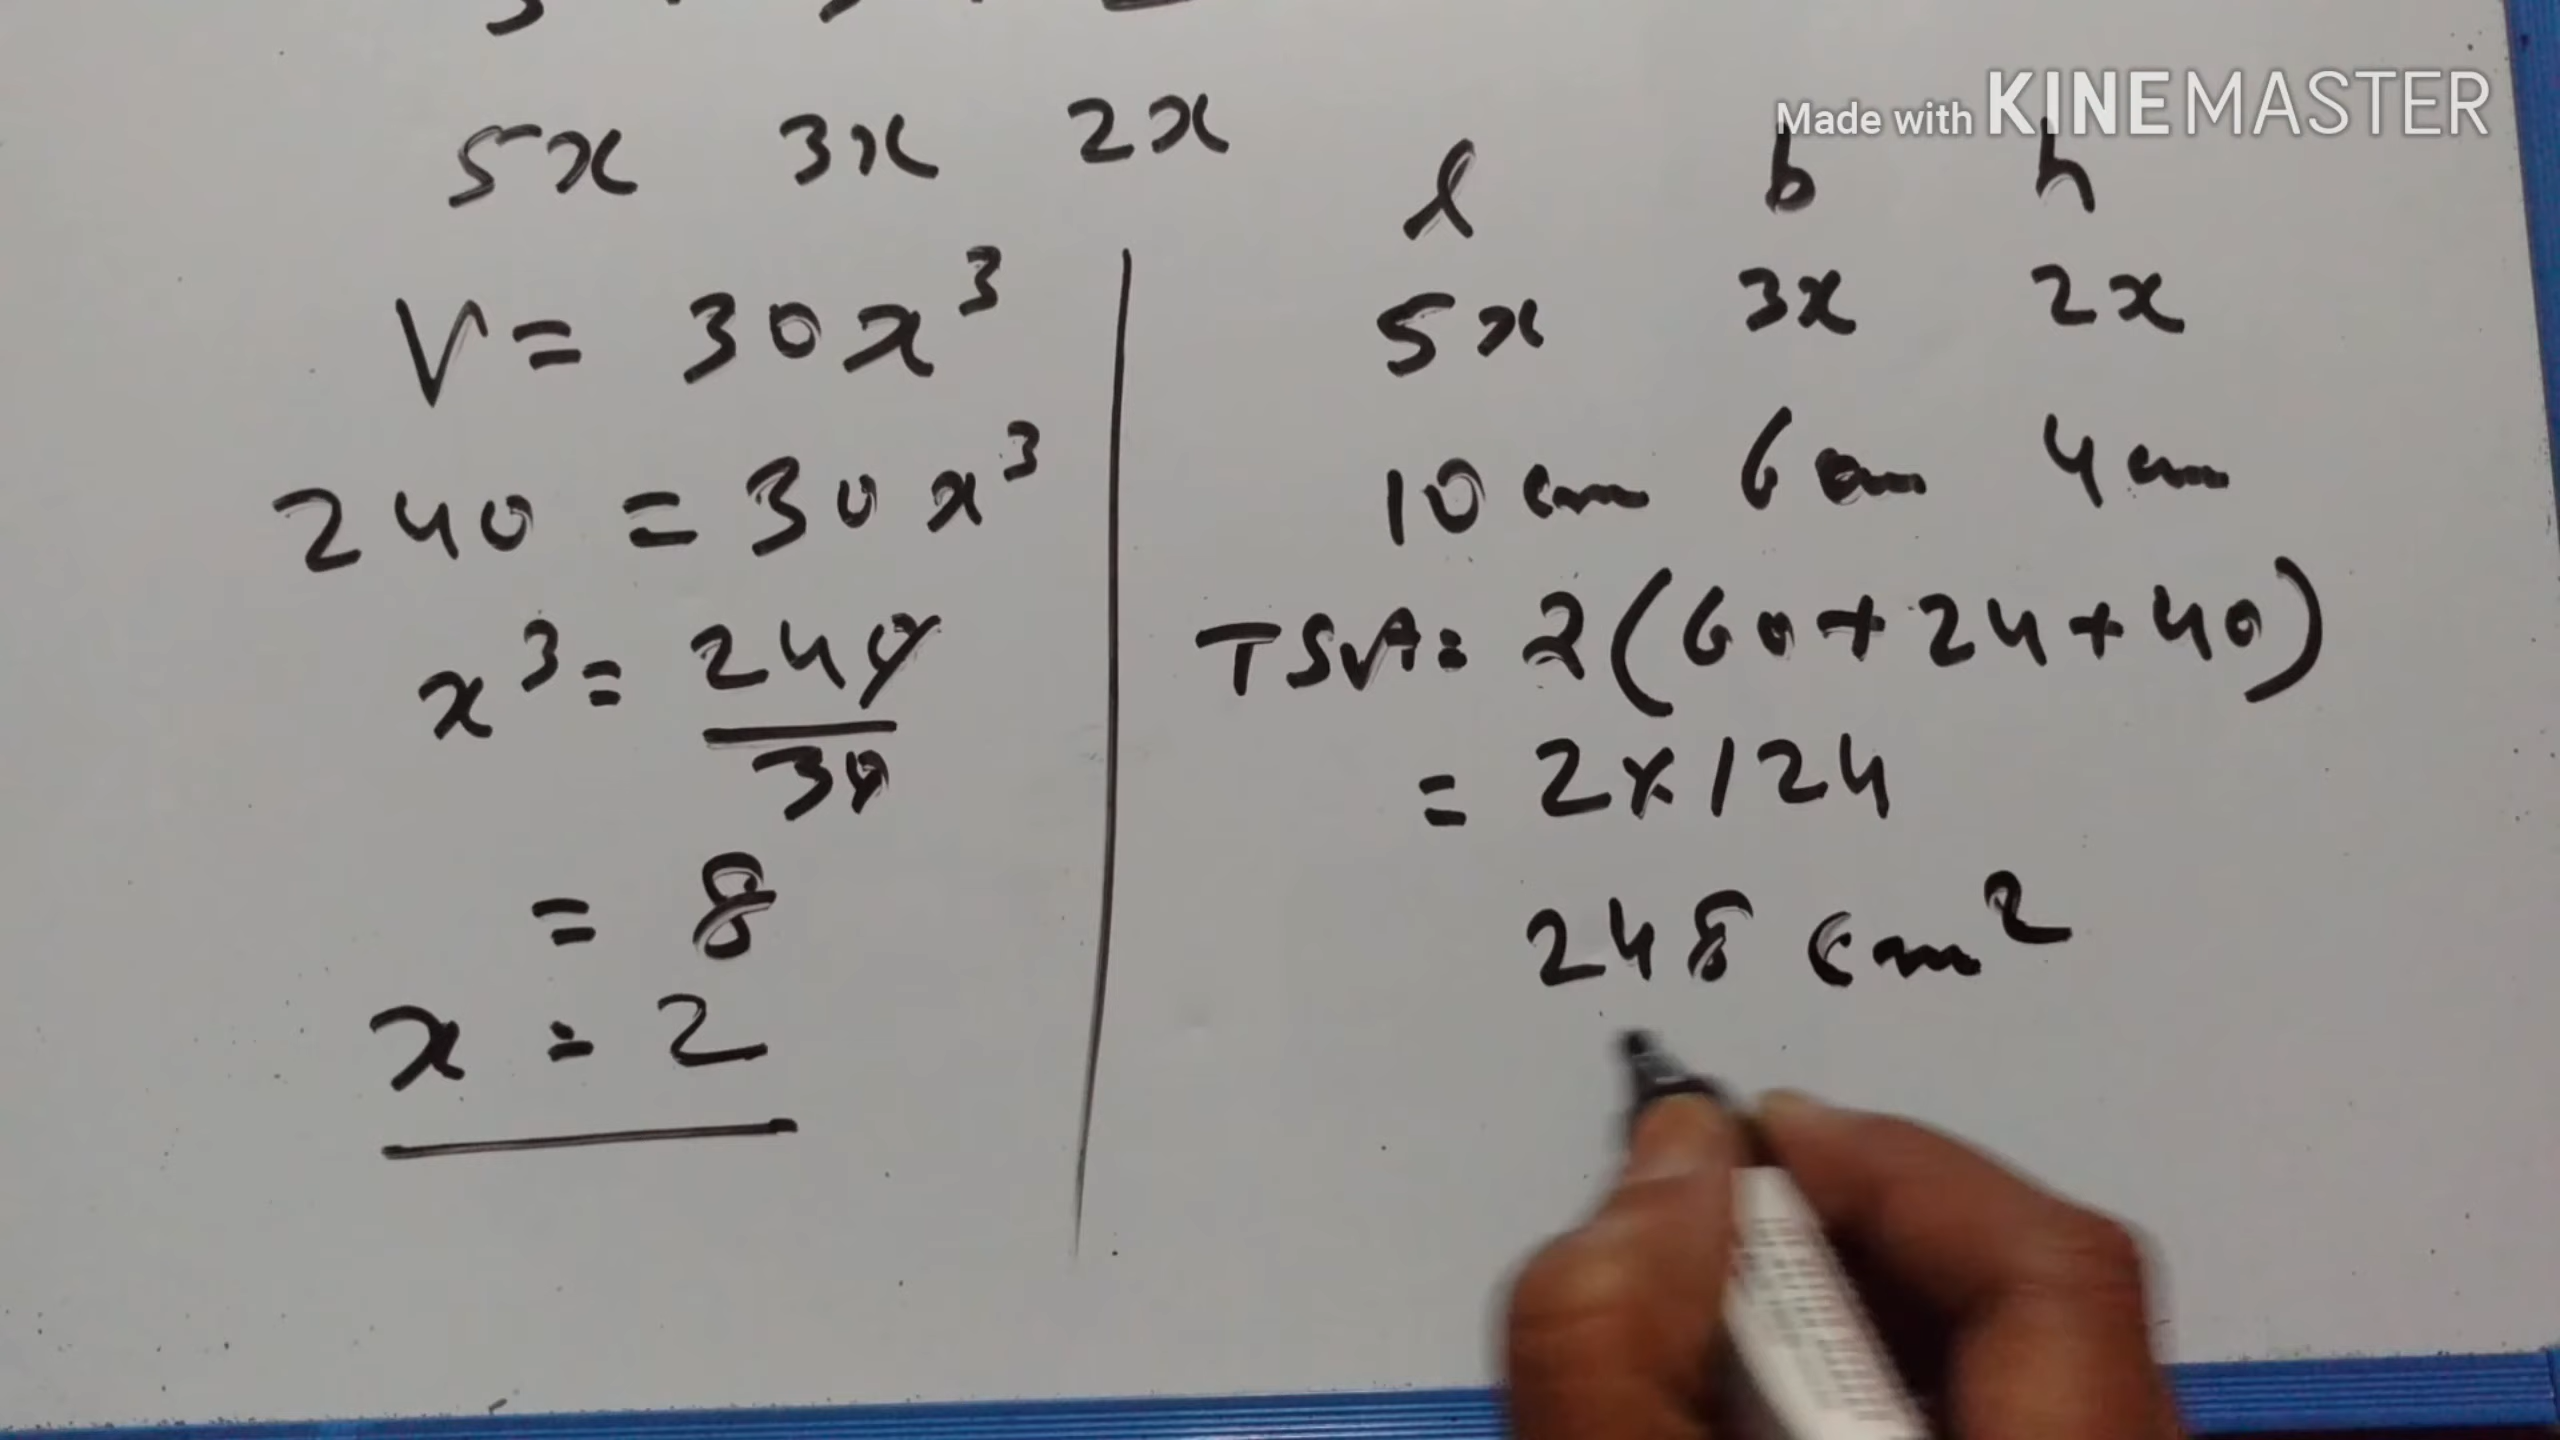 Made with KINEMASTER
5x 3x 2x
V = 30x³
240 = 30x³
x³ = 240/30
= 8
x = 2
l b h
5x 3x 2x
10 cm 6 cm 4 cm
TSA = 2(60+24+40)
= 2×124
248 cm²